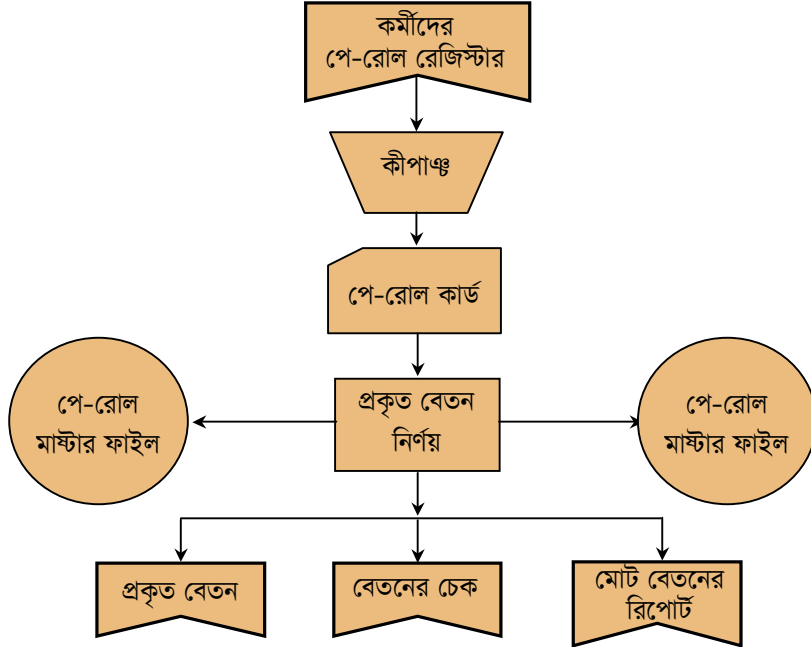 কর্মীদের
পে-রোল রেজিস্টার
কীপাঞ্চ
পে-রোল কার্ড
পে-রোল
মাষ্টার ফাইল
প্রকৃত বেতন
নির্ণয়
পে-রোল
মাষ্টার ফাইল
প্রকৃত বেতন
বেতনের চেক
মোট বেতনের
রিপোর্ট